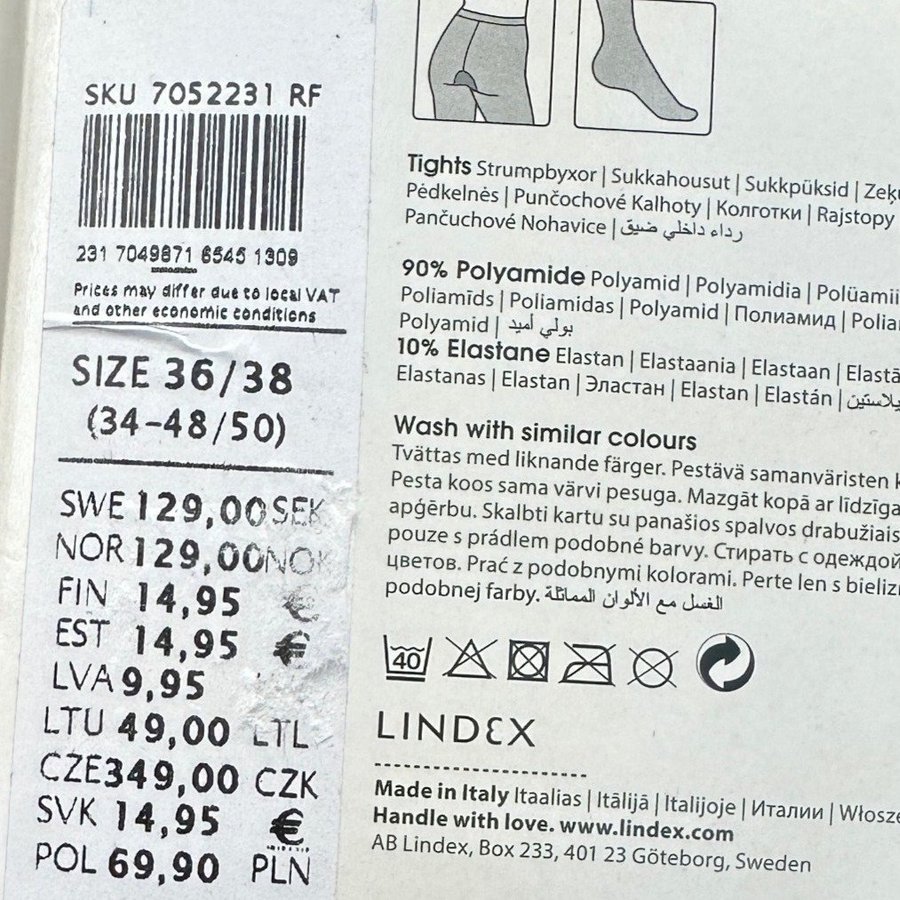 SKU 7052231 RF
231 7049871 6545 1309
Prices may differ due to local VAT
and other economic conditions
SIZE 36/38
(34-48/50)
SWE 129,00 SEK
NOR 129,00 NOK
FIN 14,95 €
EST 14,95 €
LVA 9,95
LTU 49,00 LTL
CZE 349,00 CZK
SVK 14,95 €
POL 69,90 PLN
Tights Strumpbyxor | Sukkahousut | Sukkpüksid |
Pėdkelnės | Punčochové Kalhoty | Колготки | Rajstopy
Pančuchové Nohavice | رداء داخلي ضيق
90% Polyamide Polyamid | Polyamidia |
Poliamīds | Poliamidas | Polyamid | Полиамид |
Polyamid | بولي أميد
10% Elastane Elastan | Elastaania | Elastaan |
Elastanas | Elastan | Эластан | Elastan | Elastán |
Wash with similar colours
Tvättas med liknande färger. Pestävä samanväristen
Pesta koos sama värvi pesuga. Mazgāt kopā ar līdzīga
apģērbu. Skalbti kartu su panašios spalvos drabužiais
pouze s prádlem podobné barvy. Стирать с одеждой
цветов. Prać z podobnymi kolorami. Perte len s
podobnej farby. الغسل مع الألوان المماثلة
40
LINDEX
Made in Italy Itaalias | Itālijā | Italijoje | Италии |
Handle with love. www.lindex.com
AB Lindex, Box 233, 401 23 Göteborg, Sweden